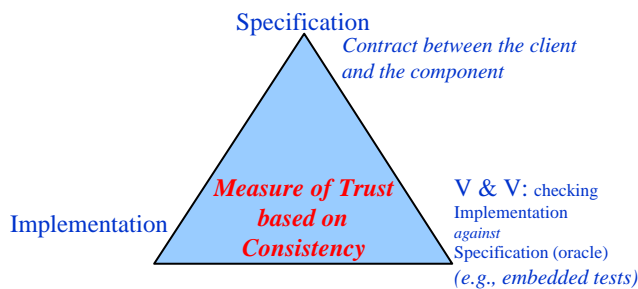 Specification
Contract between the client
and the component
Measure of Trust
based on
Consistency
Implementation
V & V: checking
Implementation
against
Specification (oracle)
(e.g., embedded tests)